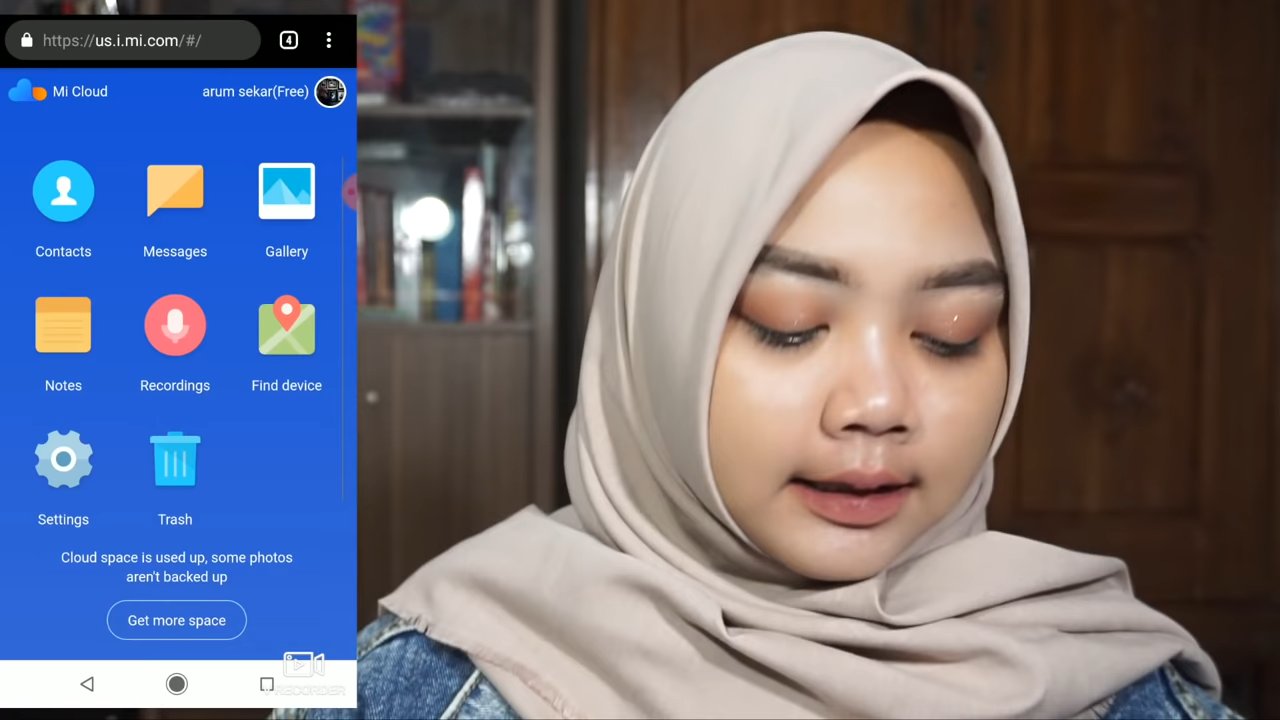 https://us.i.mi.com/#/
4
Mi Cloud
arum sekar(Free)
Contacts
Messages
Gallery
Notes
Recordings
Find device
Settings
Trash
Cloud space is used up, some photos
aren't backed up
Get more space
RECORDER